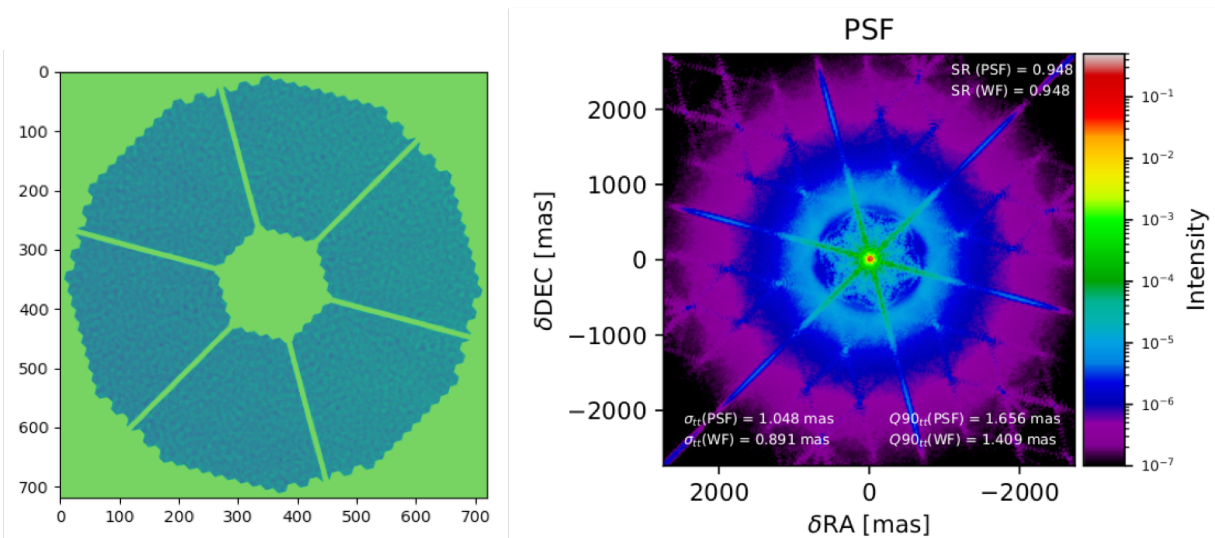 0
100
200
300
400
500
600
700
0 100 200 300 400 500 600 700
PSF
SR (PSF) = 0.948
SR (WF) = 0.948
2000
1000
0
−1000
−2000
δDEC [mas]
σtt(PSF) = 1.048 mas
σtt(WF) = 0.891 mas
Q90tt(PSF) = 1.656 mas
Q90tt(WF) = 1.409 mas
2000 0 −2000
δRA [mas]
10⁻¹
10⁻²
10⁻³
10⁻⁴
10⁻⁵
10⁻⁶
10⁻⁷
Intensity